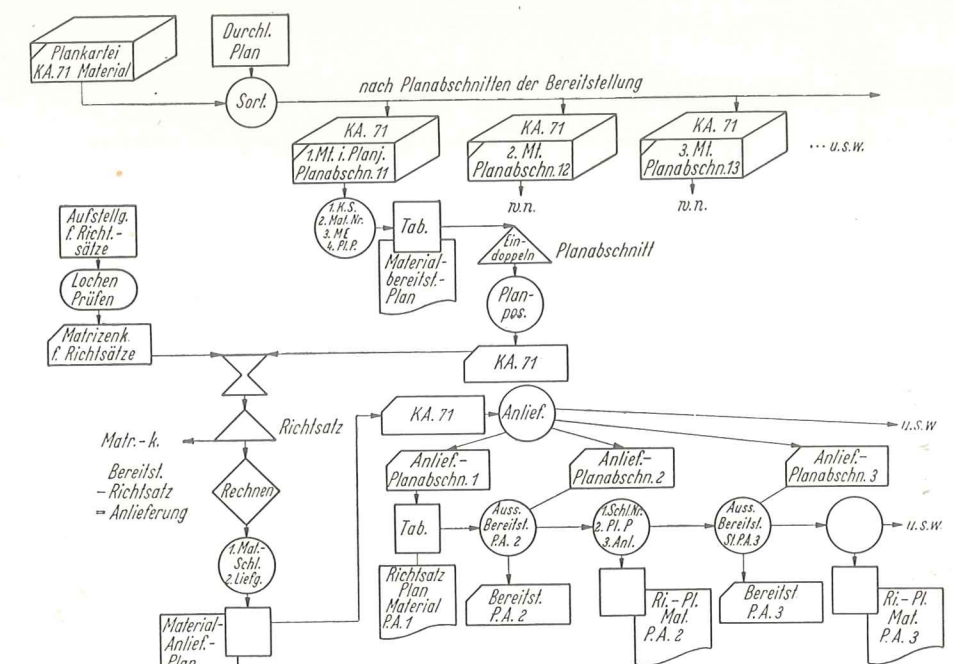 Plankartei
KA. 71 Material
Durchl.
Plan
Sort.
nach Planabschnitten der Bereitstellung
KA. 71
1. Mt. i. Planj.
Planabschn. 11
KA. 71
2. Mt.
Planabschn. 12
KA. 71
3. Mt.
Planabschn. 13
... u.s.w.
w.n.
w.n.
1. K.S.
2. Mat. Nr.
3. ME
4. Pl. P.
Tab.
Material-
bereitst.-
Plan
Ein-
doppeln
Planabschnitt
Plan-
pos.
KA. 71
Aufstellg.
f. Richt.-
sätze
Lochen
Prüfen
Matrizenk.
f. Richtsätze
Richtsatz
Matr.-k.
Bereitst.
- Richtsatz
= Anlieferung
Rechnen
1. Mat.-
Schl.
2. Liefg.
Material-
Anlief.-
Plan
KA. 71
Anlief.
u.s.w
Anlief.-
Planabschn. 1
Anlief.-
Planabschn. 2
Anlief.-
Planabschn. 3
Tab.
Auss.
Bereitst.
P.A. 2
1. Schl. Nr.
2. Pl. P
3. Anl.
Auss.
Bereitst.
St. P.A. 3
u.s.w.
Richtsatz
Plan
Material
P.A. 1
Bereitst.
P.A. 2
Ri.- Pl.
Mat.
P.A. 2
Bereitst
P.A. 3
Ri.- Pl.
Mat.
P.A. 3